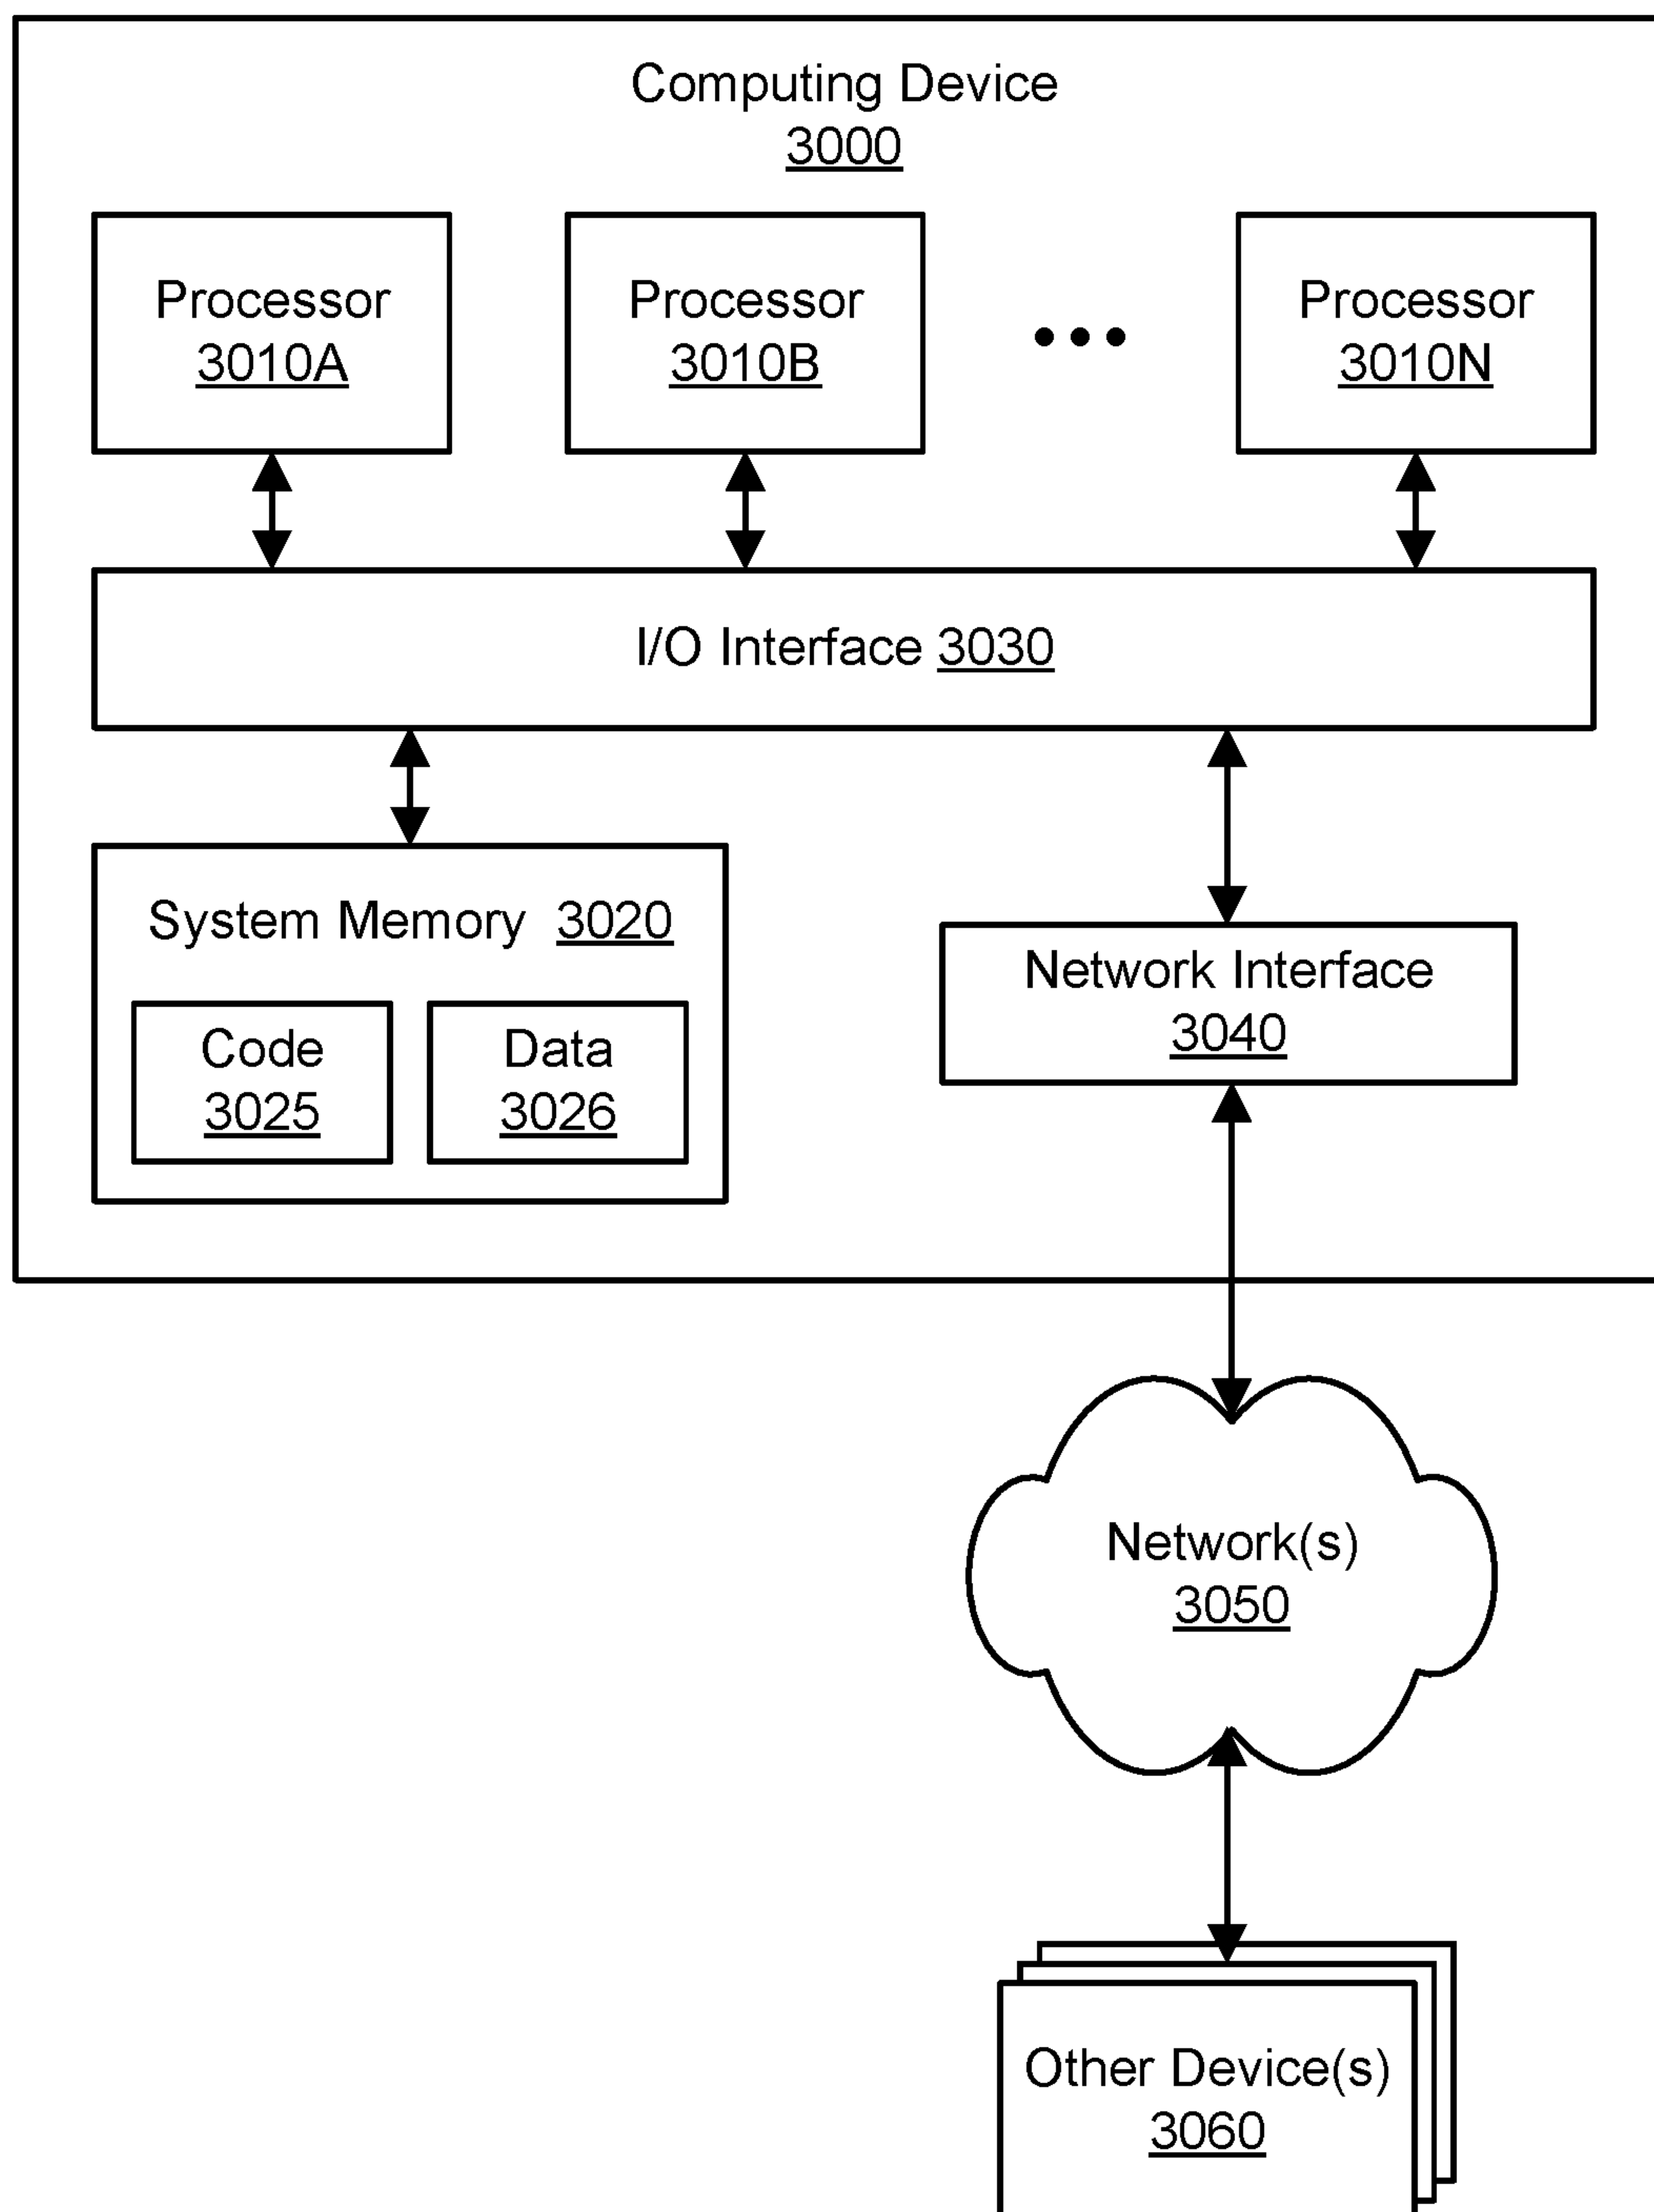 Computing Device
3000
Processor
3010A
Processor
3010B
Processor
3010N
I/O Interface 3030
System Memory 3020
Code
3025
Data
3026
Network Interface
3040
Network(s)
3050
Other Device(s)
3060